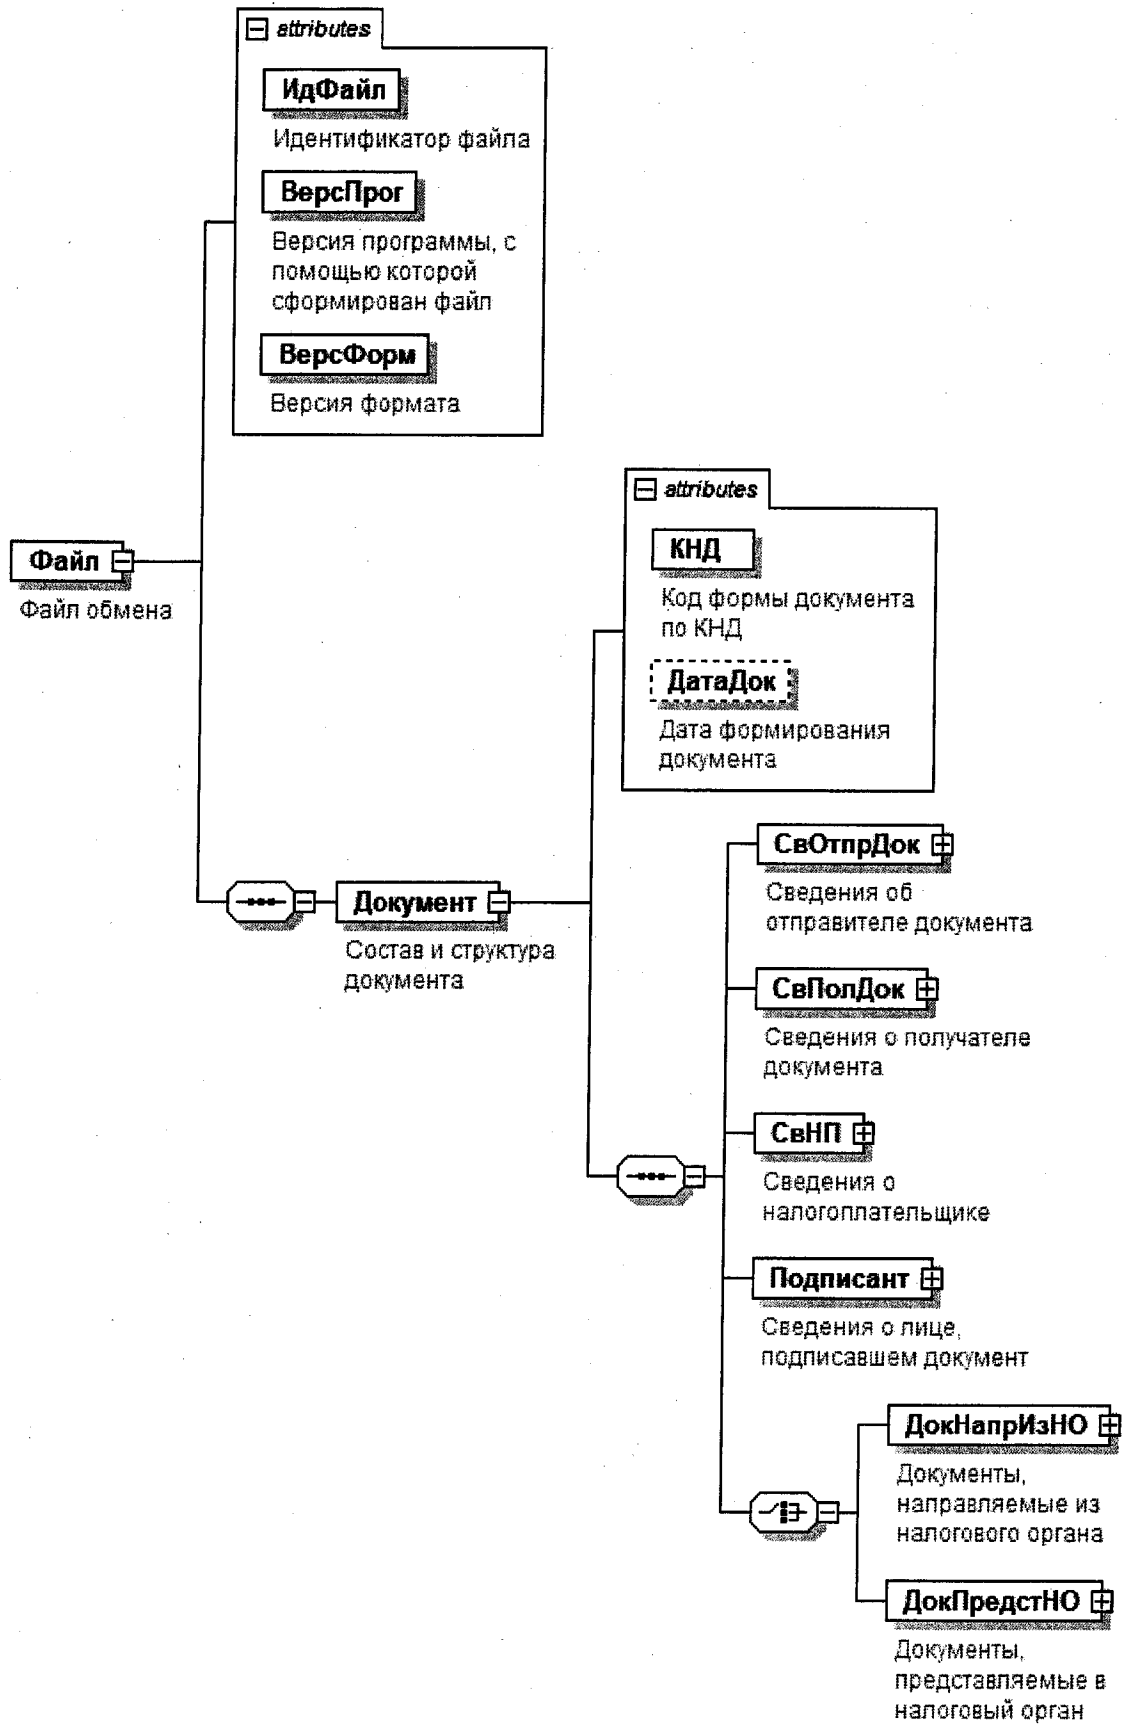 attributes
ИдФайл
Идентификатор файла
ВерсПрог
Версия программы, с
помощью которой
сформирован файл
ВерсФорм
Версия формата
Файл
Файл обмена
attributes
КНД
Код формы документа
по КНД
ДатаДок
Дата формирования
документа
Документ
Состав и структура
документа
СвОтпрДок
Сведения об
отправителе документа
СвПолДок
Сведения о получателе
документа
СвНП
Сведения о
налогоплательщике
Подписант
Сведения о лице,
подписавшем документ
ДокНапрИзНО
Документы,
направляемые из
налогового органа
ДокПредстНО
Документы,
представляемые в
налоговый орган